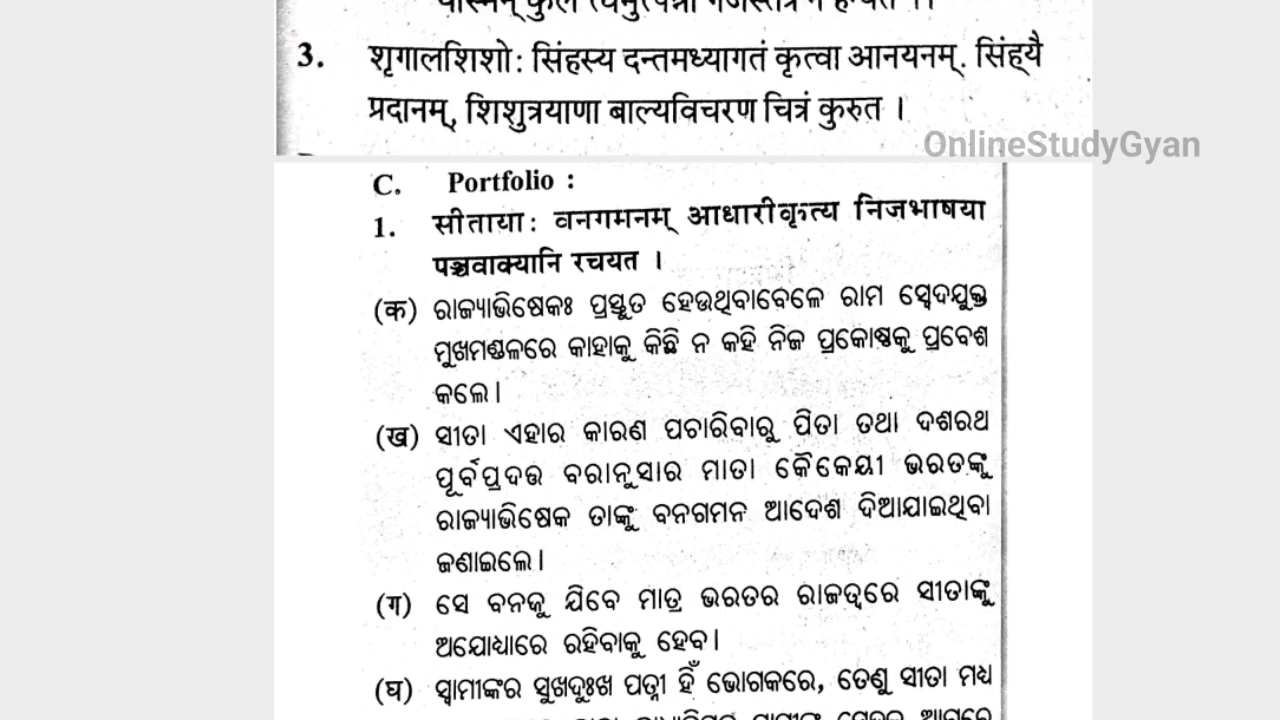 3. शृगालशिशोः सिंहस्य दन्तमध्यागतं कृत्वा आनयनम्. सिंह्यै
प्रदानम्, शिशुत्रयाणा बाल्यविचरण चित्रं कुरुत ।
OnlineStudyGyan
C. Portfolio :
1. सीतायाः वनगमनम् आधारीकृत्य निजभाषया
पञ्चवाक्यानि रचयत ।
(क) ରାଜ୍ୟାଭିଷେକଃ ପ୍ରସ୍ତୁତ ହେଉଥିବାବେଳେ ରାମ ସ୍ୱେଦଯୁକ୍ତ
ମୁଖମଣ୍ଡଳରେ କାହାକୁ କିଛି ନ କହି ନିଜ ପ୍ରକୋଷ୍ଠକୁ ପ୍ରବେଶ
କଲେ।
(ख) ସୀତା ଏହାର କାରଣ ପଚାରିବାରୁ ପିତା ତଥା ଦଶରଥ
ପୂର୍ବପ୍ରଦତ୍ତ ବରାନୁସାର ମାତା କୈକେୟୀ ଭରତଙ୍କୁ
ରାଜ୍ୟାଭିଷେକ ତାଙ୍କୁ ବନଗମନ ଆଦେଶ ଦିଆଯାଇଥିବା
ଜଣାଇଲେ।
(ग) ସେ ବନକୁ ଯିବେ ମାତ୍ର ଭରତର ରାଜତ୍ୱରେ ସୀତାଙ୍କୁ
ଅଯୋଧ୍ୟାରେ ରହିବାକୁ ହେବ।
(घ) ସ୍ୱାମୀଙ୍କର ସୁଖଦୁଃଖ ପତ୍ନୀ ହିଁ ଭୋଗକରେ, ତେଣୁ ସୀତା ମଧ୍ୟ